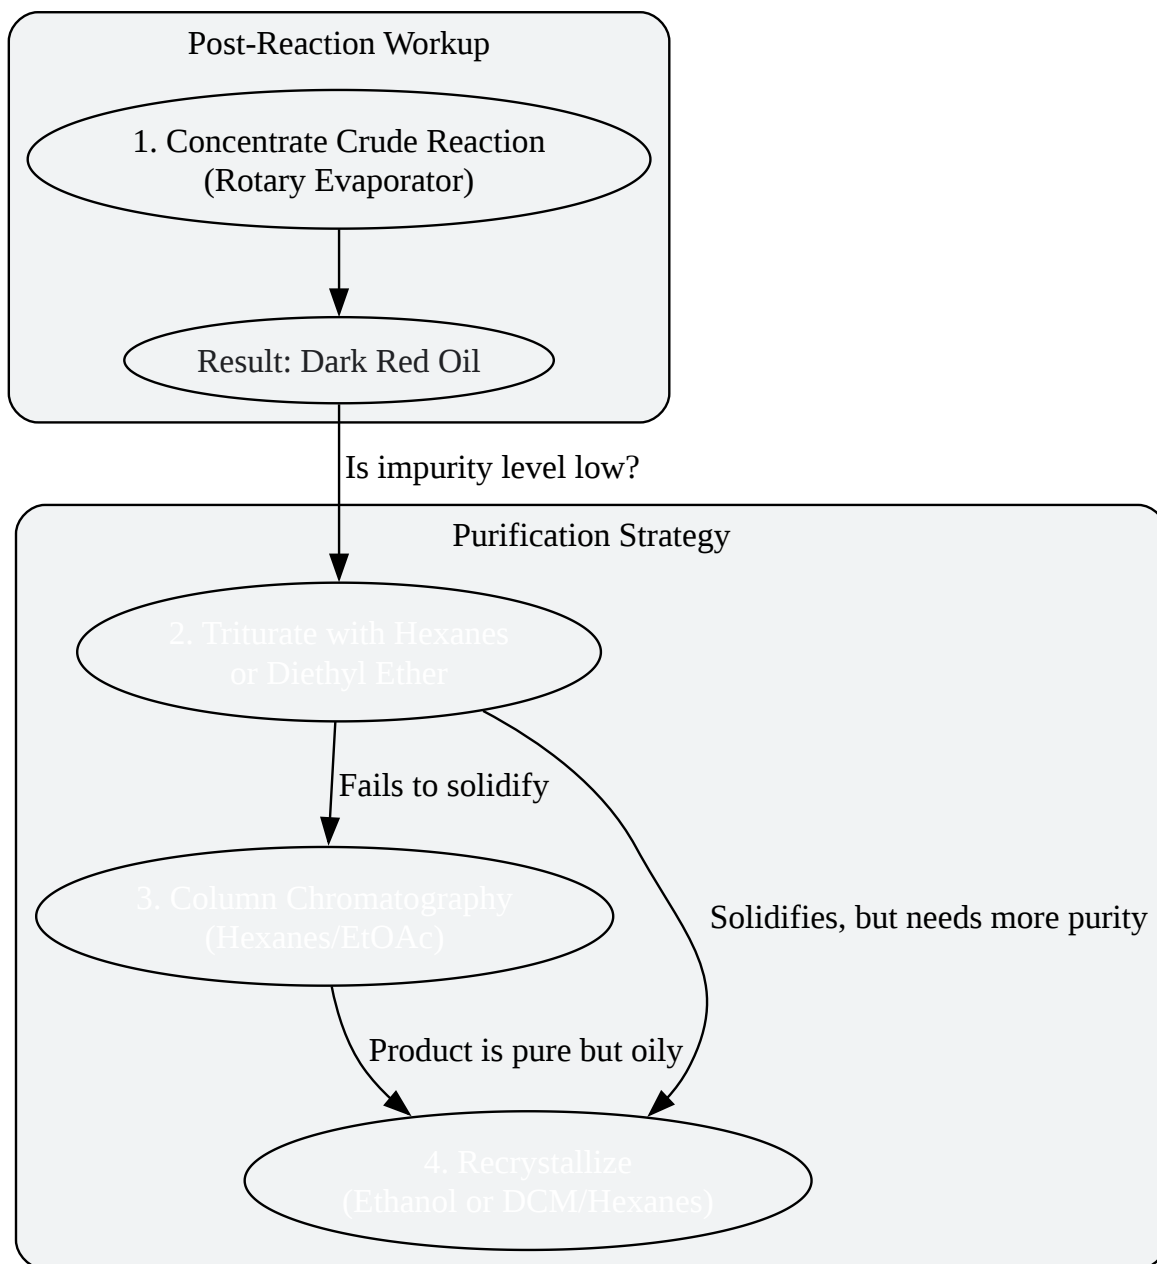 Post-Reaction Workup
1. Concentrate Crude Reaction
(Rotary Evaporator)
Result: Dark Red Oil
Is impurity level low?
Purification Strategy
2. Triturate with Hexanes
or Diethyl Ether
Fails to solidify
3. Column Chromatography
(Hexanes/EtOAc)
Solidifies, but needs more purity
Product is pure but oily
4. Recrystallize
(Ethanol or DCM/Hexanes)